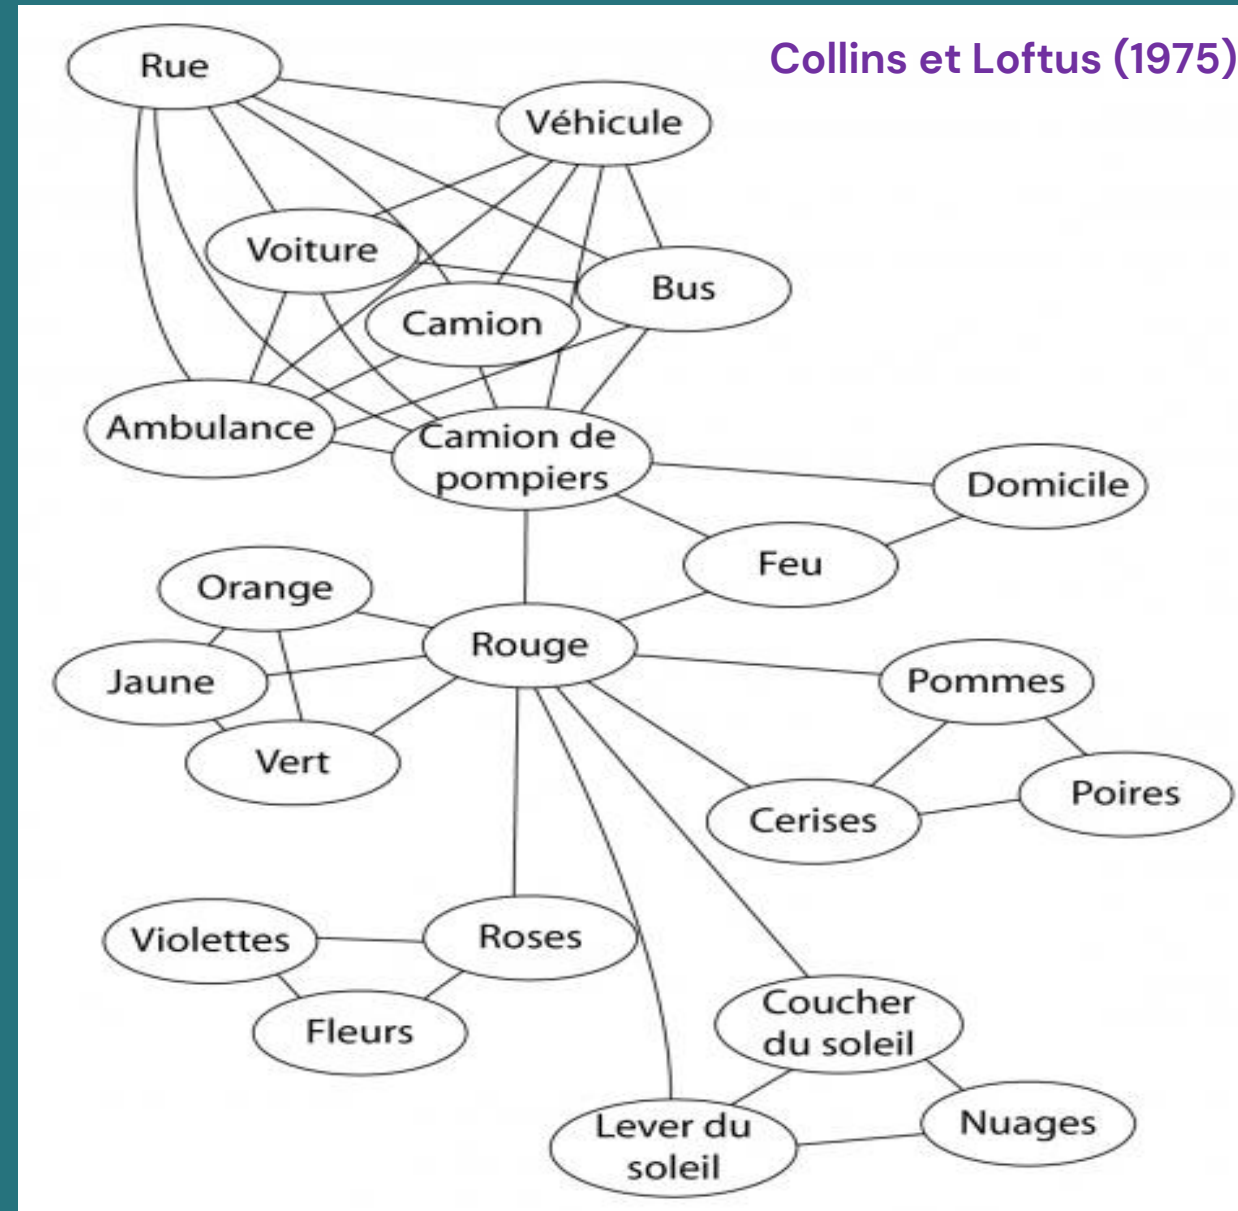 Collins et Loftus (1975)
Rue
Véhicule
Voiture
Bus
Camion
Ambulance
Camion de
pompiers
Domicile
Feu
Orange
Rouge
Jaune
Pommes
Vert
Poires
Cerises
Violettes
Roses
Fleurs
Coucher
du soleil
Nuages
Lever du
soleil